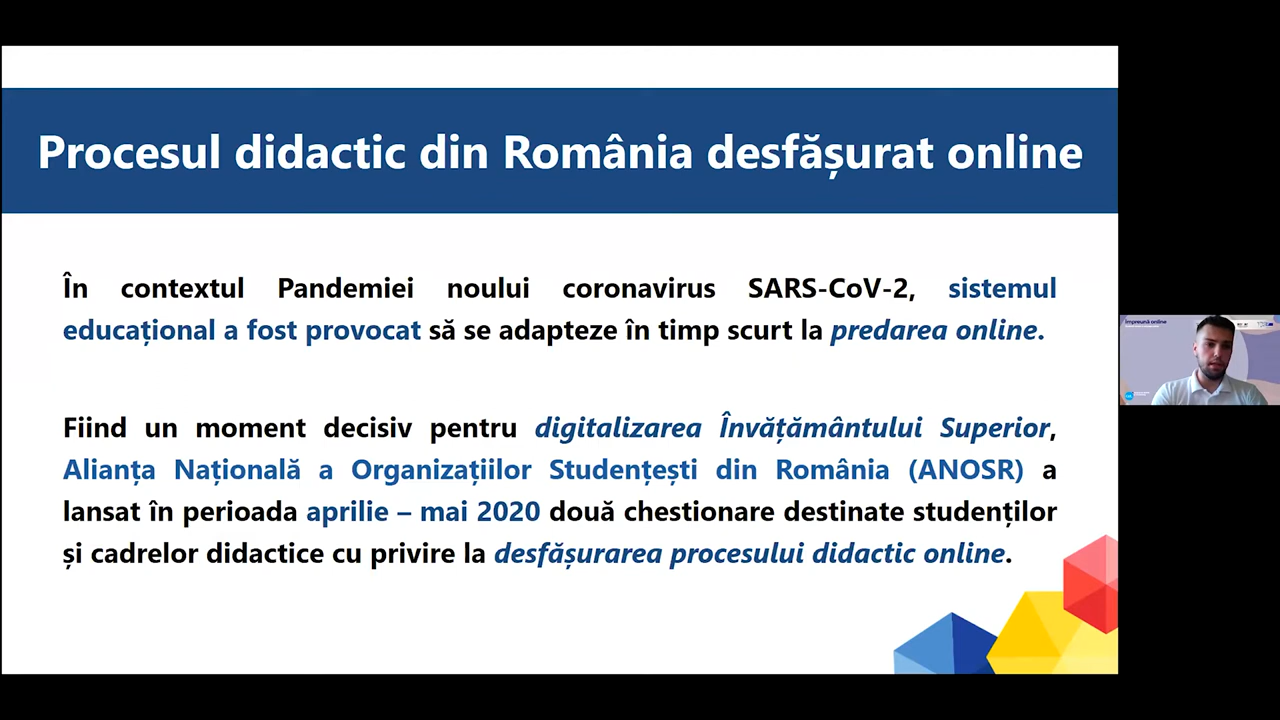 Procesul didactic din România desfășurat online
În contextul Pandemiei noului coronavirus SARS-CoV-2, sistemul
educațional a fost provocat să se adapteze în timp scurt la predarea online.
Fiind un moment decisiv pentru digitalizarea Învățământului Superior,
Alianța Națională a Organizațiilor Studențești din România (ANOSR) a
lansat în perioada aprilie – mai 2020 două chestionare destinate studenților
și cadrelor didactice cu privire la desfășurarea procesului didactic online.
împreună online